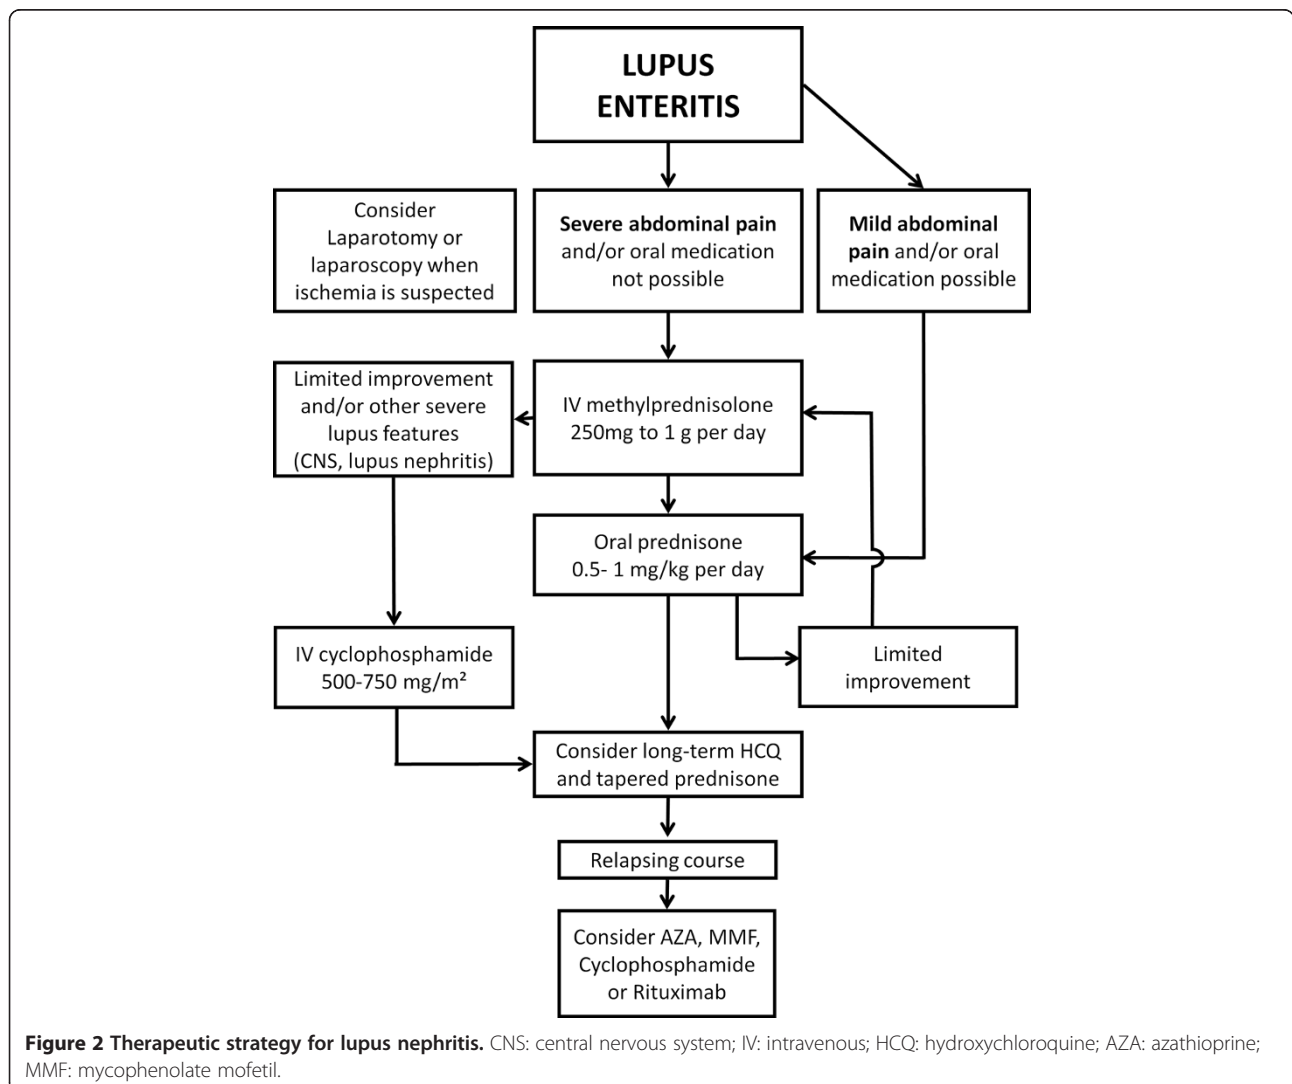 LUPUS
ENTERITIS
Consider
Laparotomy or
laparoscopy when
ischemia is suspected
Severe abdominal pain
and/or oral medication
not possible
Mild abdominal
pain and/or oral
medication possible
Limited improvement
and/or other severe
lupus features
(CNS, lupus nephritis)
IV methylprednisolone
250mg to 1 g per day
Oral prednisone
0.5- 1 mg/kg per day
IV cyclophosphamide
500-750 mg/m²
Limited
improvement
Consider long-term HCQ
and tapered prednisone
Relapsing course
Consider AZA, MMF,
Cyclophosphamide
or Rituximab
Figure 2 Therapeutic strategy for lupus nephritis. CNS: central nervous system; IV: intravenous; HCQ: hydroxychloroquine; AZA: azathioprine;
MMF: mycophenolate mofetil.